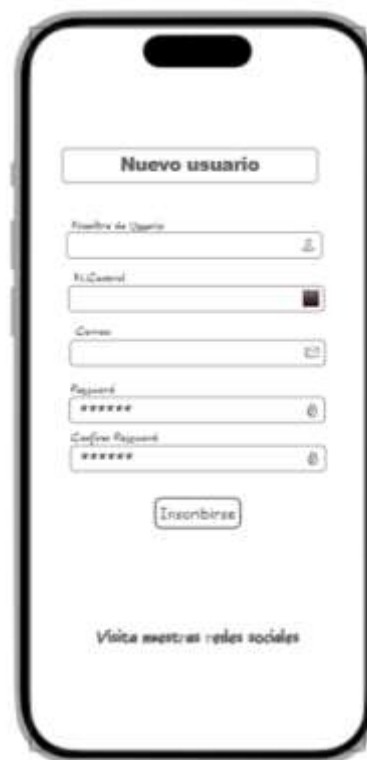 Nuevo usuario
Nombre de Usuario
N.Control
Correo
Password
******
Confirm Password
******
Inscribirse
Visita nuestras redes sociales